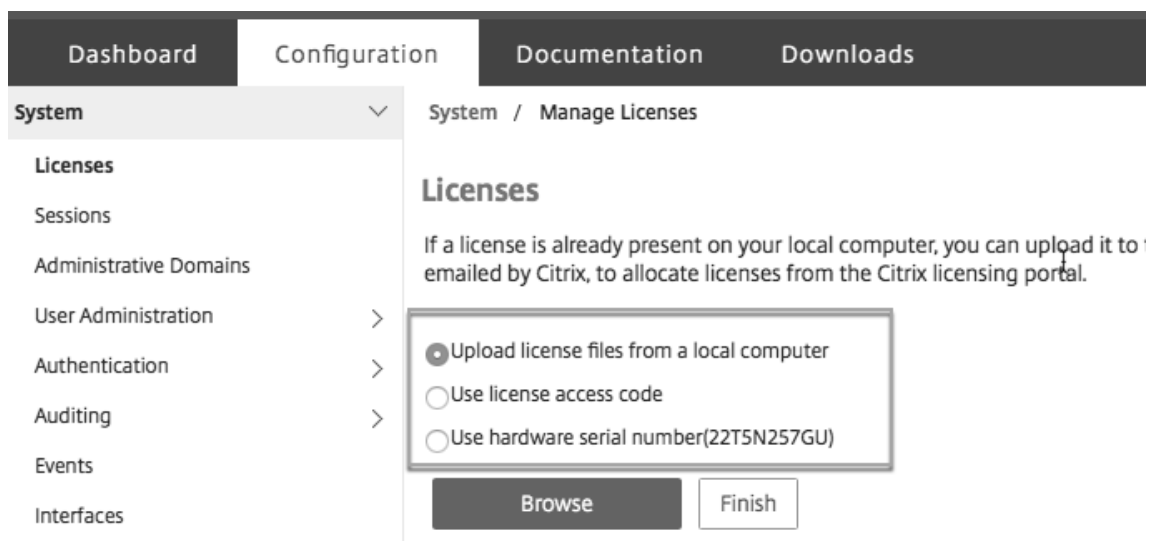 Dashboard Configuration Documentation Downloads
System
System / Manage Licenses
Licenses
Sessions
Administrative Domains
User Administration
Authentication
Auditing
Events
Interfaces
Licenses
If a license is already present on your local computer, you can upload it to
emailed by Citrix, to allocate licenses from the Citrix licensing portal.
Upload license files from a local computer
Use license access code
Use hardware serial number(22T5N257GU)
Browse Finish